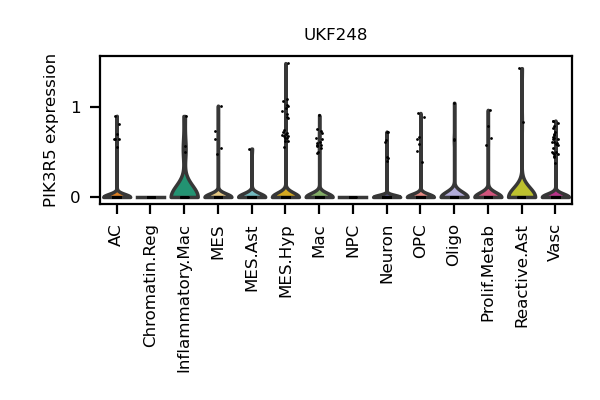 UKF248
PIK3R5 expression
1
0
AC
Chromatin.Reg
Inflammatory.Mac
MES
MES.Ast
MES.Hyp
Mac
NPC
Neuron
OPC
Oligo
Prolif.Metab
Reactive.Ast
Vasc